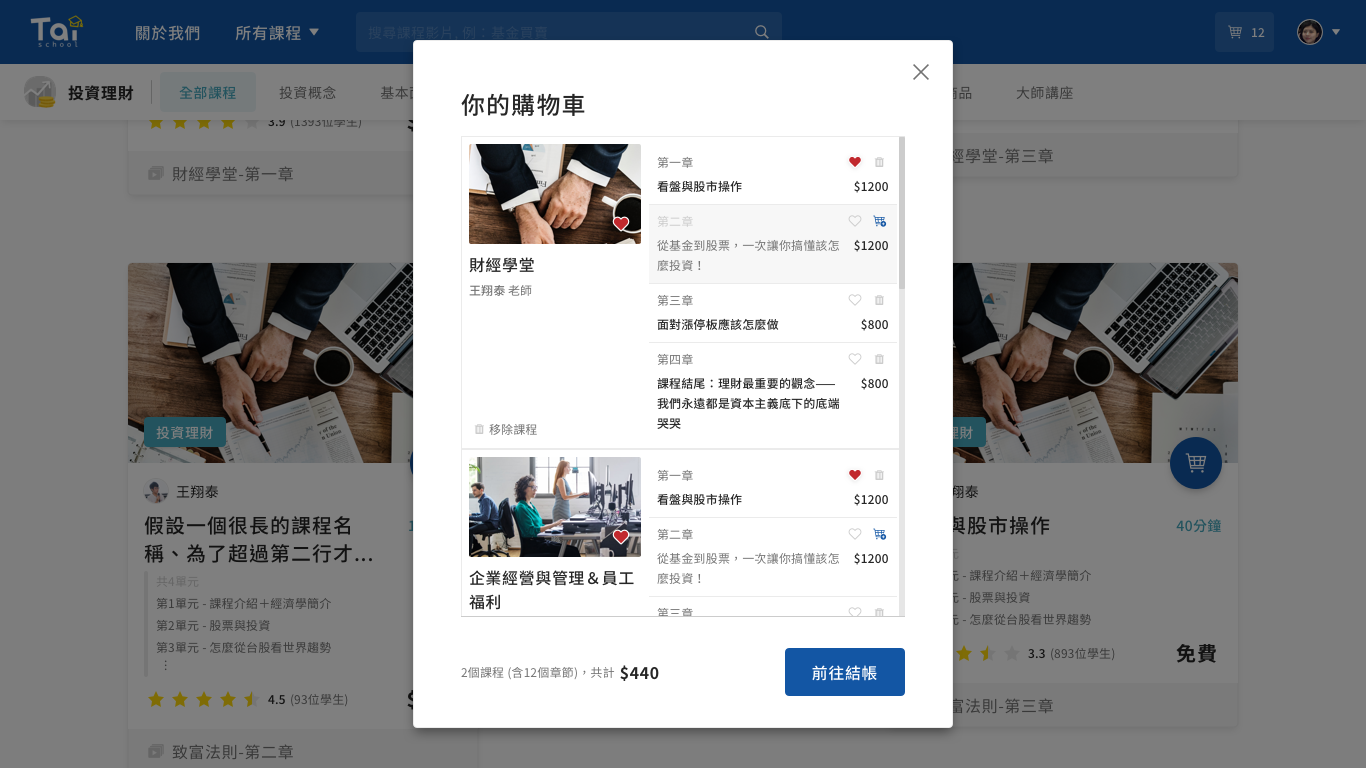 Tai
school
關於我們
所有課程
搜尋課程影片, 例：基金買賣
12
投資理財
全部課程
投資概念
基本
商品
大師講座
3.9 (1393位學生)
財經學堂-第一章
經學堂-第三章
你的購物車
財經學堂
王翔泰 老師
移除課程
第一章
看盤與股市操作
$1200
第二章
從基金到股票，一次讓你搞懂該怎
麼投資！
$1200
第三章
面對漲停板應該怎麼做
$800
第四章
課程結尾：理財最重要的觀念——
我們永遠都是資本主義底下的底端
哭哭
$800
企業經營與管理＆員工
福利
第一章
看盤與股市操作
$1200
第二章
從基金到股票，一次讓你搞懂該怎
麼投資！
$1200
第三章
2個課程 (含12個章節)，共計 $440
前往結帳
投資理財
王翔泰
假設一個很長的課程名
稱、為了超過第二行才...
共4單元
第1單元 - 課程介紹＋經濟學簡介
第2單元 - 股票與投資
第3單元 - 怎麼從台股看世界趨勢
⋮
4.5 (93位學生)
致富法則-第二章
理財
翔泰
與股市操作
40分鐘
元
元 - 課程介紹＋經濟學簡介
元 - 股票與投資
元 - 怎麼從台股看世界趨勢
3.3 (893位學生)
免費
富法則-第三章